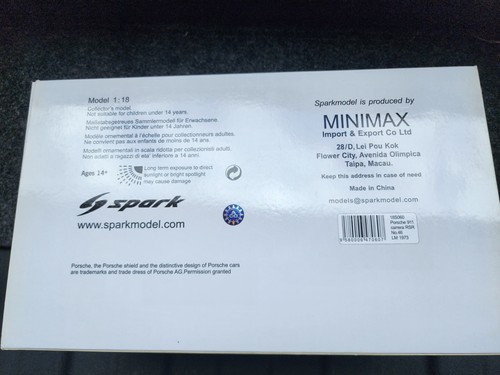 Model 1:18
Collector's model
Not suitable for children under 14 years.
Maßstabsgetreues Sammlermodell für Erwachsene.
Nicht geeignet für Kinder unter 14 Jahren.
Modèle ornemental à l'échelle pour collectionneurs adultes.
Ne convient pas aux enfants de moins de 14 ans.
Modelli ornamentali in scala ridotta per collezionisti adulti.
Non adatti a ragazzi di eta' inferiore a 14 anni.
Ages 14+
Long term exposure to direct
sunlight or bright spotlight
may cause damage
spark
www.sparkmodel.com
Porsche, the Porsche shield and the distinctive design of Porsche cars
are trademarks and trade dress of Porsche AG.Permission granted
Sparkmodel is produced by
MINIMAX
Import & Export Co Ltd
28/D, Lei Pou Kok
Flower City, Avenida Olimpica
Taipa, Macau.
Keep this address in case of need
Made in China
models@sparkmodel.com
Porsche 911
carrera RSR
No.46
LM 1973